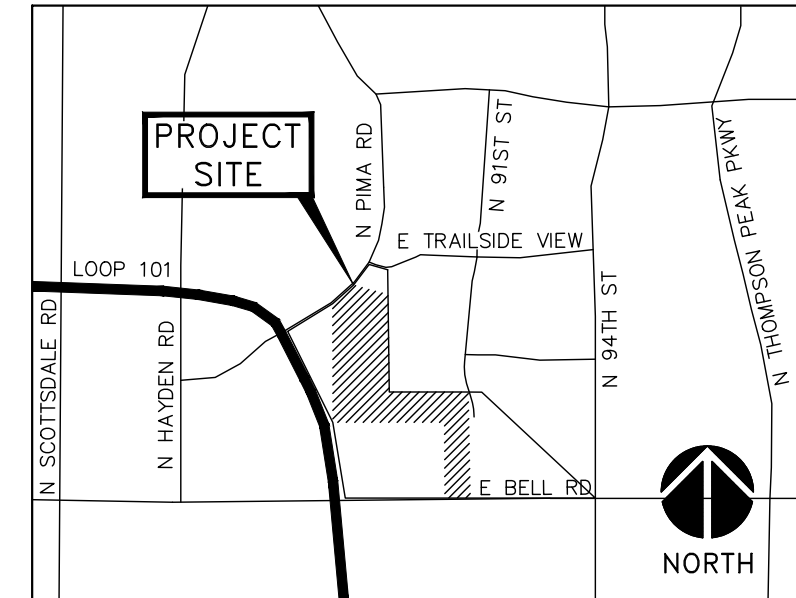 PROJECT
SITE
N PIMA RD
N 91ST ST
N THOMPSON PEAK PKWY
E TRAILSIDE VIEW
LOOP 101
N SCOTTSDALE RD
N HAYDEN RD
N 94TH ST
E BELL RD
NORTH